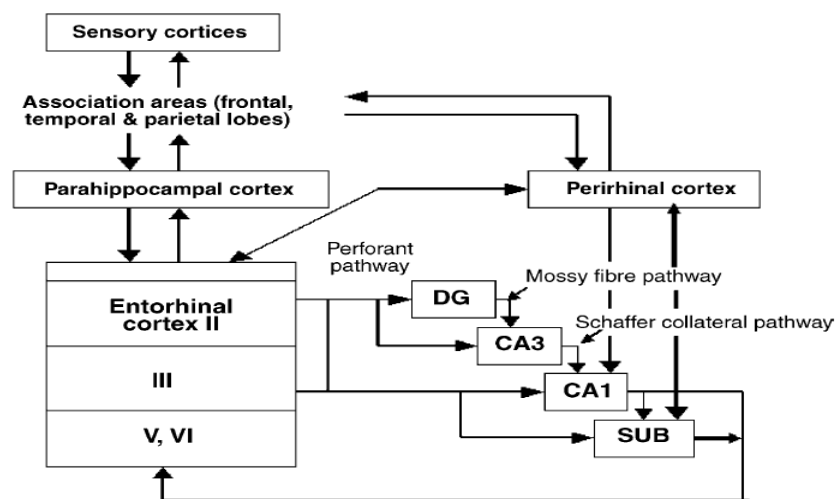 Sensory cortices
Association areas (frontal,
temporal & parietal lobes)
Parahippocampal cortex
Perirhinal cortex
Perforant
pathway
Mossy fibre pathway
Entorhinal
cortex II
DG
Schaffer collateral pathway
CA3
III
CA1
V, VI
SUB